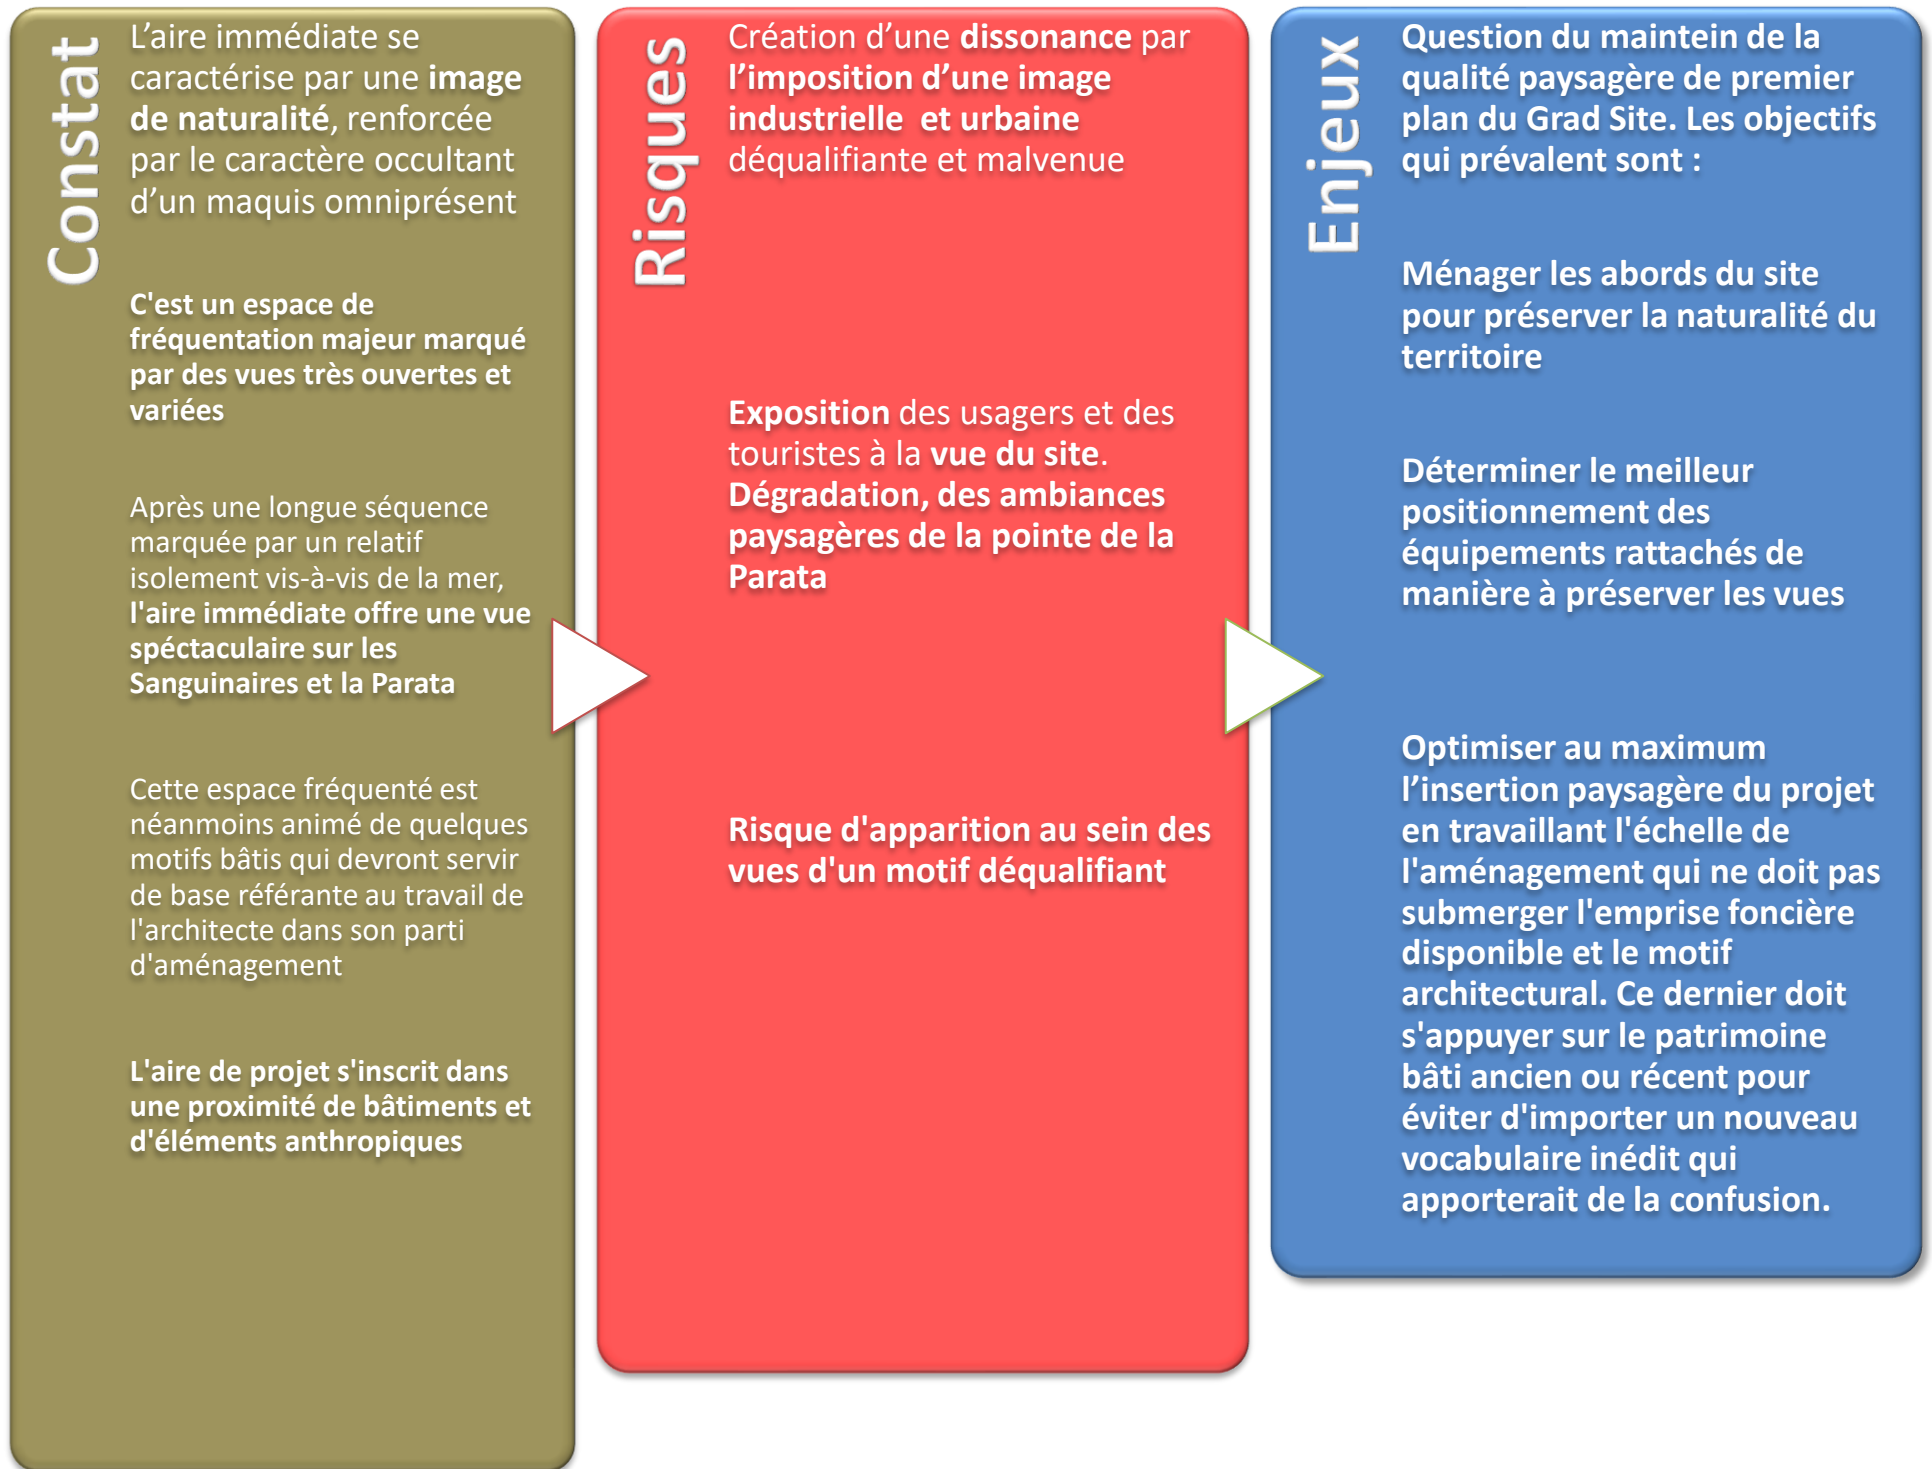 Constat
L’aire immédiate se
caractérise par une image
de naturalité, renforcée
par le caractère occultant
d’un maquis omniprésent
C'est un espace de
fréquentation majeur marqué
par des vues très ouvertes et
variées
Après une longue séquence
marquée par un relatif
isolement vis-à-vis de la mer,
l'aire immédiate offre une vue
spéctaculaire sur les
Sanguinaires et la Parata
Cette espace fréquenté est
néanmoins animé de quelques
motifs bâtis qui devront servir
de base référante au travail de
l'architecte dans son parti
d'aménagement
L'aire de projet s'inscrit dans
une proximité de bâtiments et
d'éléments anthropiques
Risques
Création d’une dissonance par
l’imposition d’une image
industrielle et urbaine
déqualifiante et malvenue
Exposition des usagers et des
touristes à la vue du site.
Dégradation, des ambiances
paysagères de la pointe de la
Parata
Risque d'apparition au sein des
vues d'un motif déqualifiant
Enjeux
Question du maintein de la
qualité paysagère de premier
plan du Grad Site. Les objectifs
qui prévalent sont :
Ménager les abords du site
pour préserver la naturalité du
territoire
Déterminer le meilleur
positionnement des
équipements rattachés de
manière à préserver les vues
Optimiser au maximum
l’insertion paysagère du projet
en travaillant l'échelle de
l'aménagement qui ne doit pas
submerger l'emprise foncière
disponible et le motif
architectural. Ce dernier doit
s'appuyer sur le patrimoine
bâti ancien ou récent pour
éviter d'importer un nouveau
vocabulaire inédit qui
apporterait de la confusion.